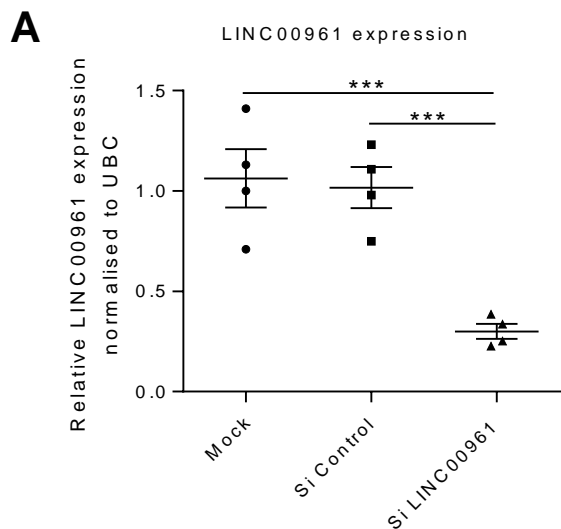 A
LINC00961 expression
***
***
Relative LINC00961 expression
normalised to UBC
1.5
1.0
0.5
0.0
Mock
Si Control
Si LINC00961